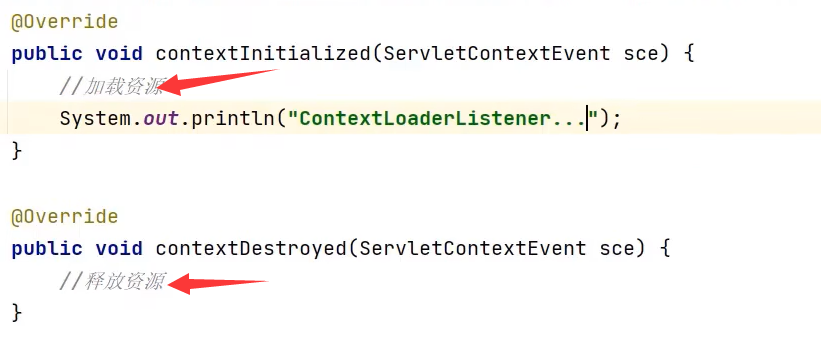 @Override
public void contextInitialized(ServletContextEvent sce) {
//加载资源
System.out.println("ContextLoaderListener...");
}
@Override
public void contextDestroyed(ServletContextEvent sce) {
//释放资源
}